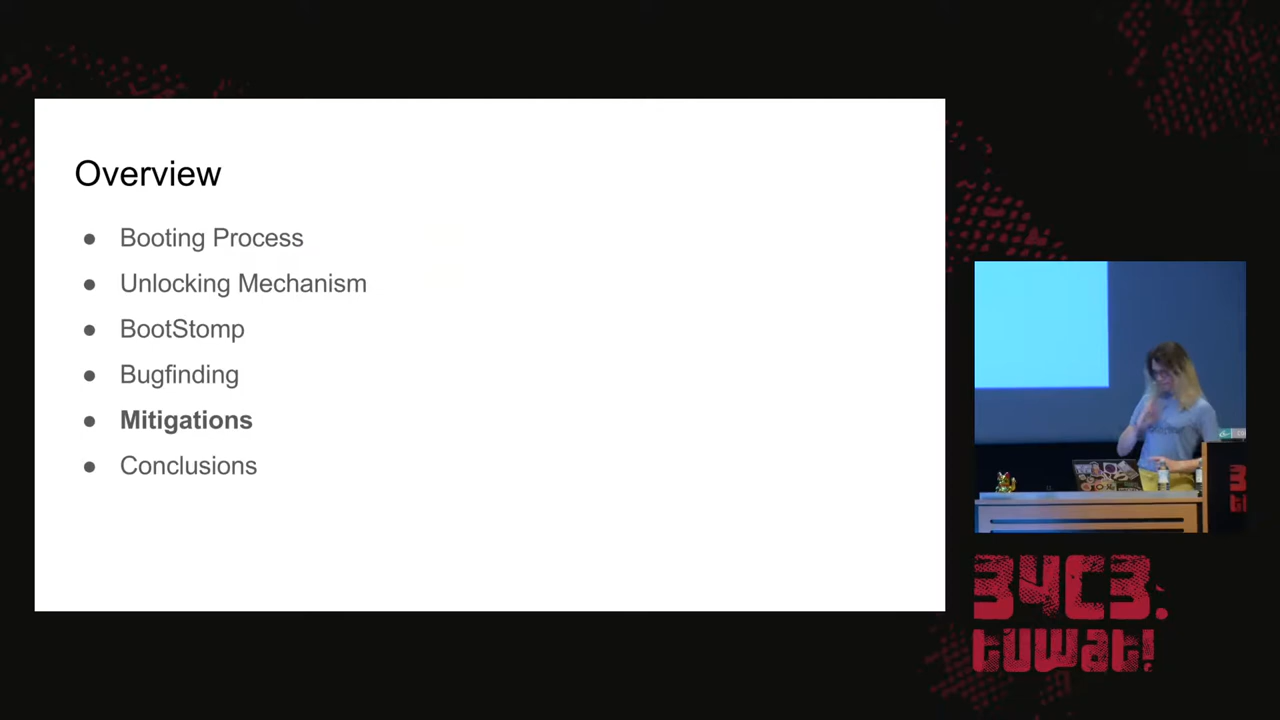 Overview
● Booting Process
● Unlocking Mechanism
● BootStomp
● Bugfinding
● Mitigations
● Conclusions
34C3.
tuwat!